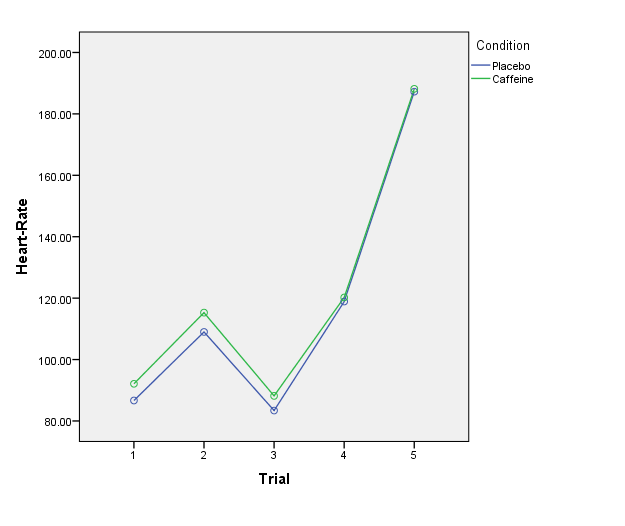 Condition
Placebo
Caffeine
200.00
180.00
160.00
140.00
120.00
100.00
80.00
Heart-Rate
1 2 3 4 5
Trial